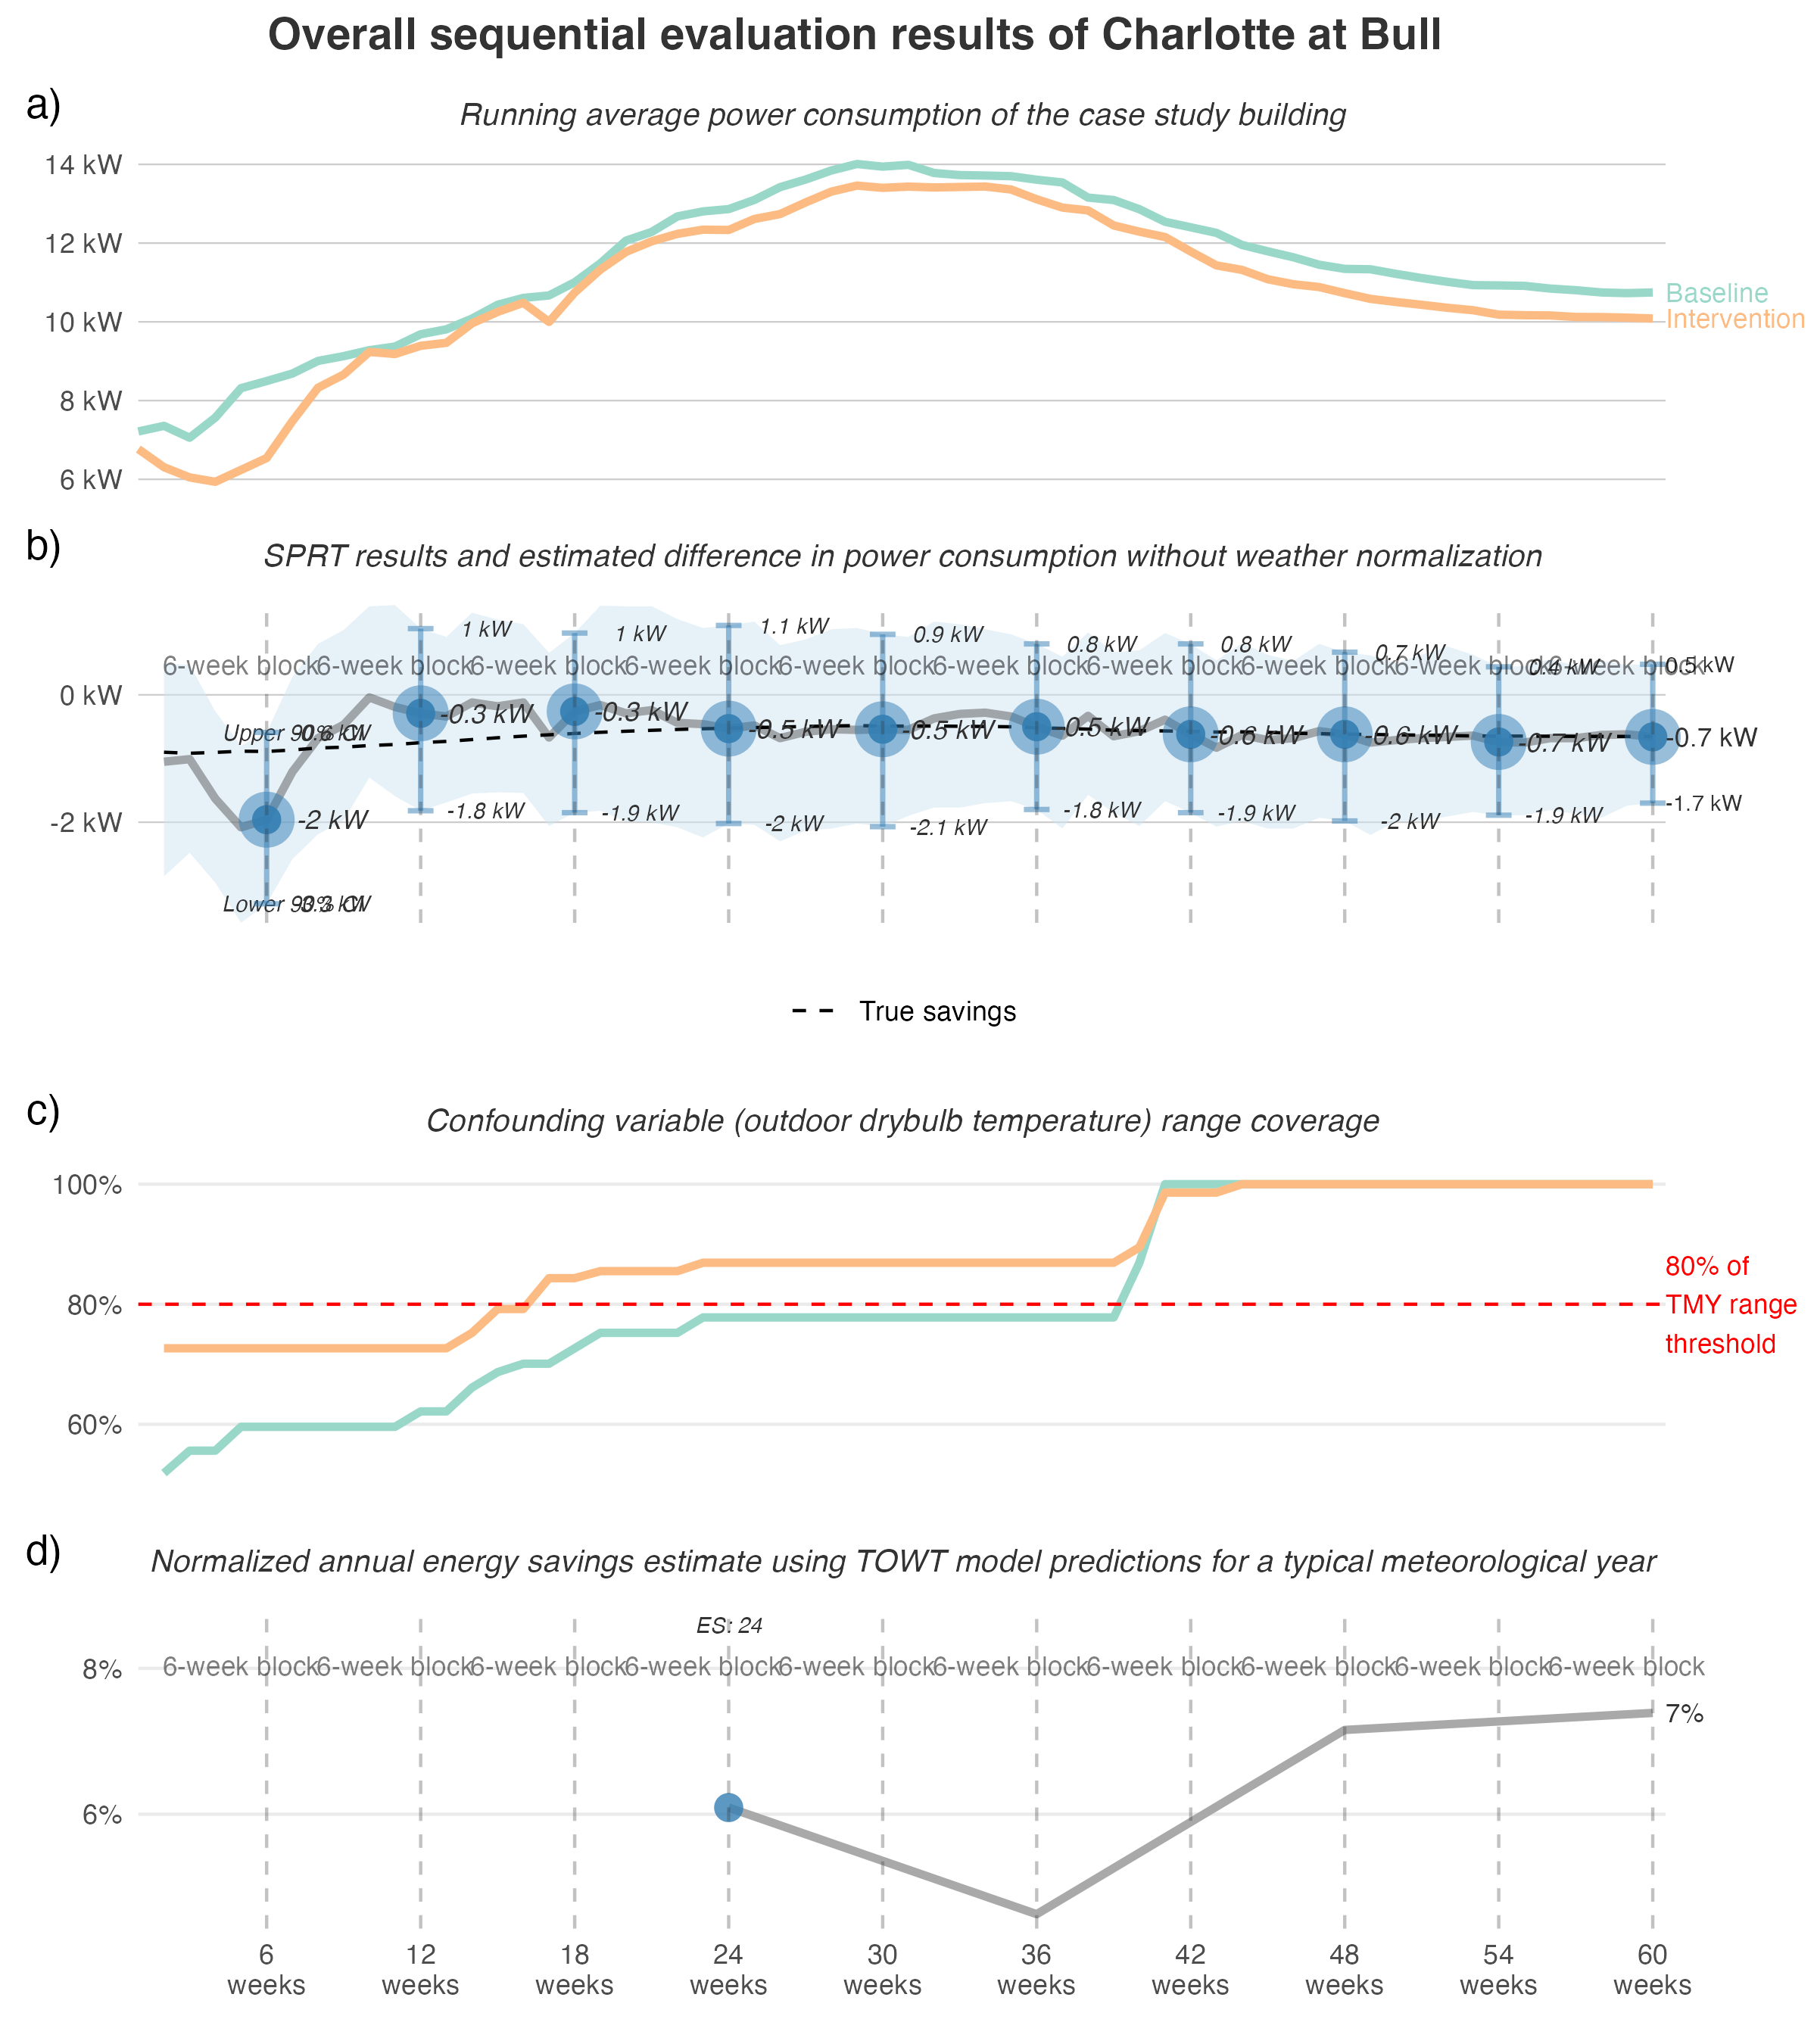 Overall sequential evaluation results of Charlotte at Bull
a)
Running average power consumption of the case study building
14 kW
12 kW
10 kW
8 kW
6 kW
Baseline
Intervention
b)
SPRT results and estimated difference in power consumption without weather normalization
1 kW
1 kW
1.1 kW
0.9 kW
0.8 kW
0.8 kW
0.7 kW
0.4 kW
0.5 kW
6-week block
6-week block
6-week block
6-week block
6-week block
6-week block
6-week block
6-week block
6-week block
6-week block
0 kW
-2 kW
Upper 90% CI
-0.6 kW
-2 kW
-0.3 kW
-0.3 kW
-0.5 kW
-0.5 kW
-0.5 kW
-0.6 kW
-0.6 kW
-0.7 kW
-0.7 kW
Lower 90% CI
-3.3 kW
-1.8 kW
-1.9 kW
-2 kW
-2.1 kW
-1.8 kW
-1.9 kW
-2 kW
-1.9 kW
-1.7 kW
True savings
c)
Confounding variable (outdoor drybulb temperature) range coverage
100%
80%
60%
80% of
TMY range
threshold
d)
Normalized annual energy savings estimate using TOWT model predictions for a typical meteorological year
ES: 24
8%
6%
6-week block
6-week block
6-week block
6-week block
6-week block
6-week block
6-week block
6-week block
6-week block
6-week block
7%
6
weeks
12
weeks
18
weeks
24
weeks
30
weeks
36
weeks
42
weeks
48
weeks
54
weeks
60
weeks